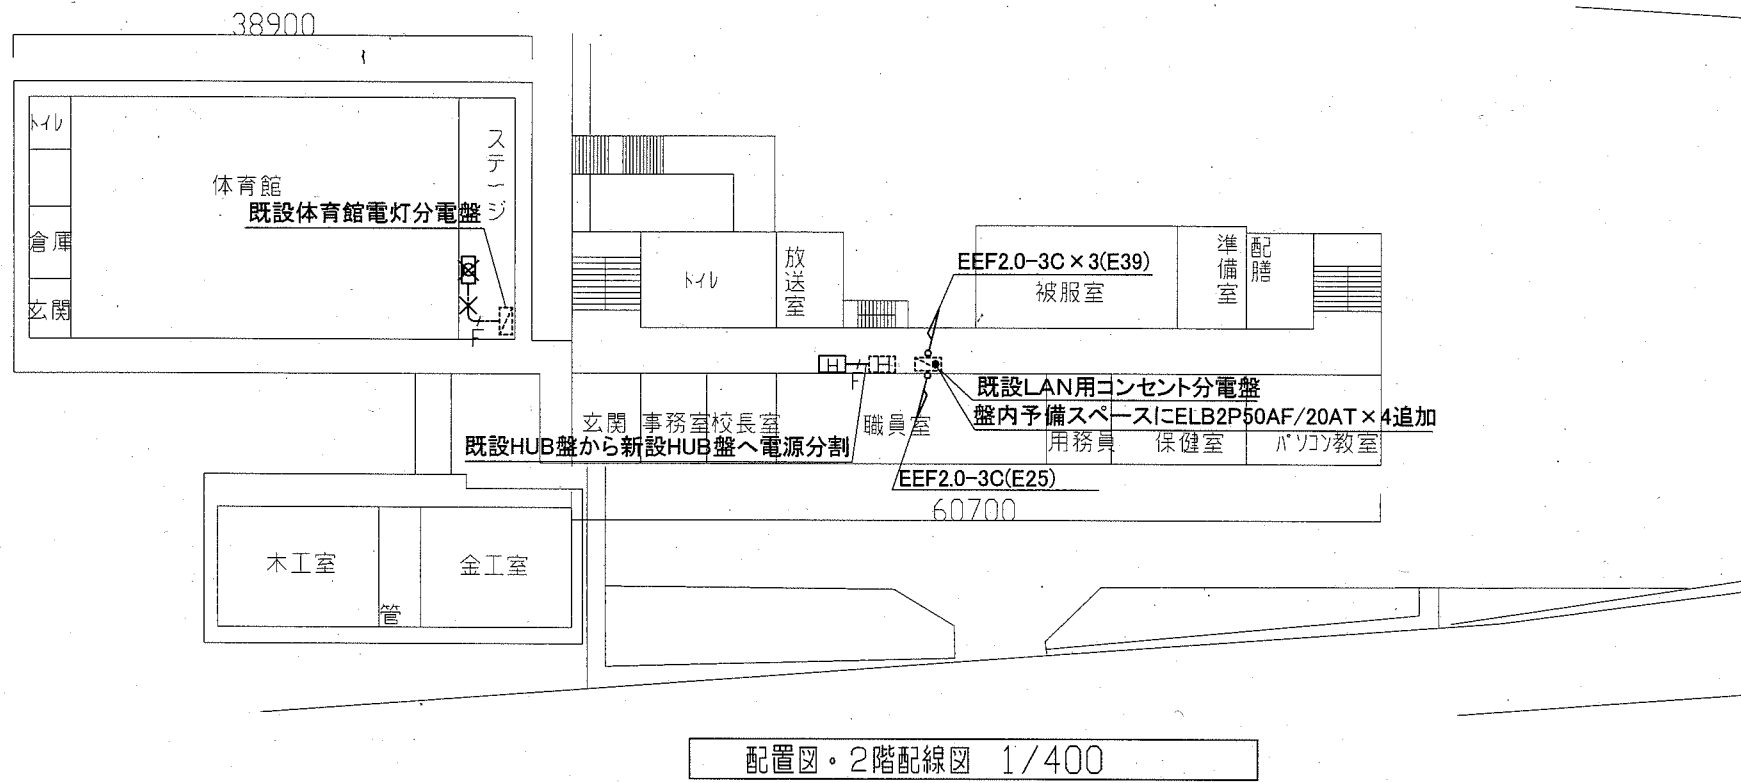 38900
トイレ
ステージ
体育館
既設体育館電灯分電盤
倉庫
玄関
F
トイレ
放送室
EEF2.0-3C×3(E39)
被服室
準備室
配膳
H
H
F
既設LAN用コンセント分電盤
盤内予備スペースにELB2P50AF/20AT×4追加
玄関
事務室
校長室
職員室
用務員
保健室
パソコン教室
既設HUB盤から新設HUB盤へ電源分割
EEF2.0-3C(E25)
60700
木工室
管
金工室
配置図・2階配線図 1/400